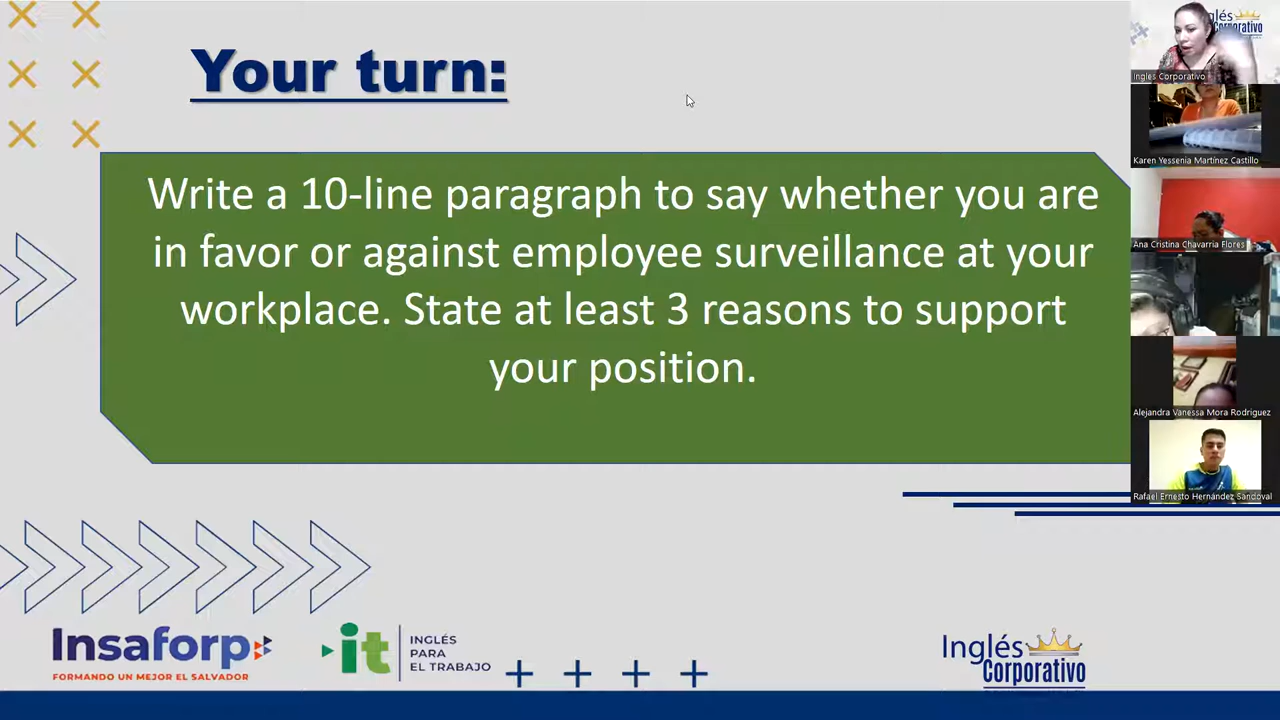 Your turn:
Write a 10-line paragraph to say whether you are
in favor or against employee surveillance at your
workplace. State at least 3 reasons to support
your position.
Insaforp
FORMANDO UN MEJOR EL SALVADOR
it
INGLÉS
PARA
EL TRABAJO
Inglés
Corporativo
glés
Corporativo
Ingles Corporativo
Karen Yessenia Martínez Castillo
Ana Cristina Chavarria Flores
Alejandra Vanessa Mora Rodriguez
Rafael Ernesto Hernández Sandoval